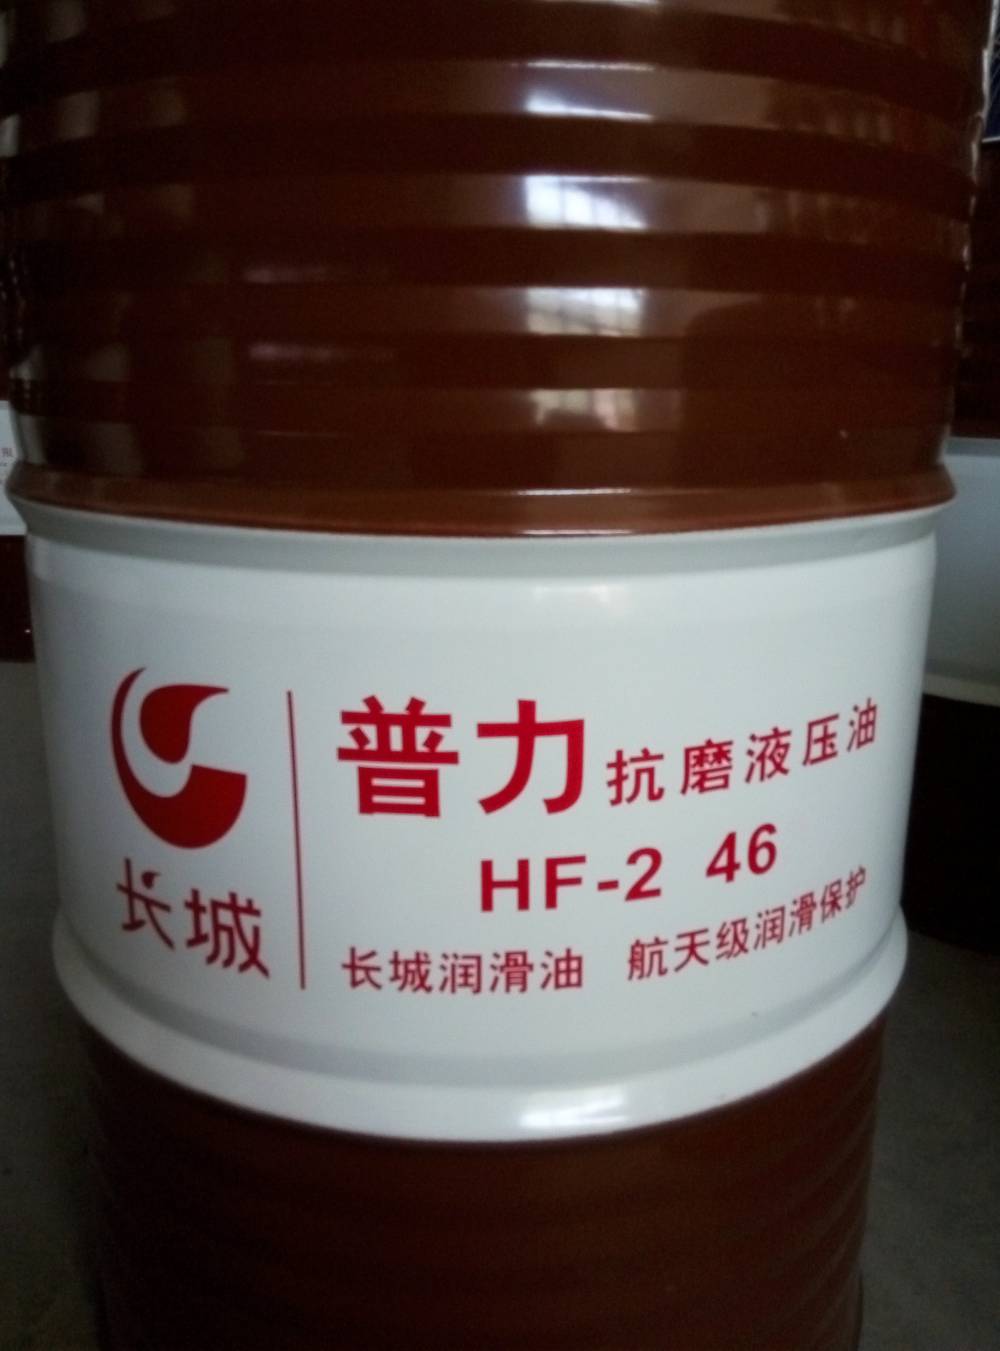 长城
普力 抗磨液压油
HF-2 46
长城润滑油 航天级润滑保护